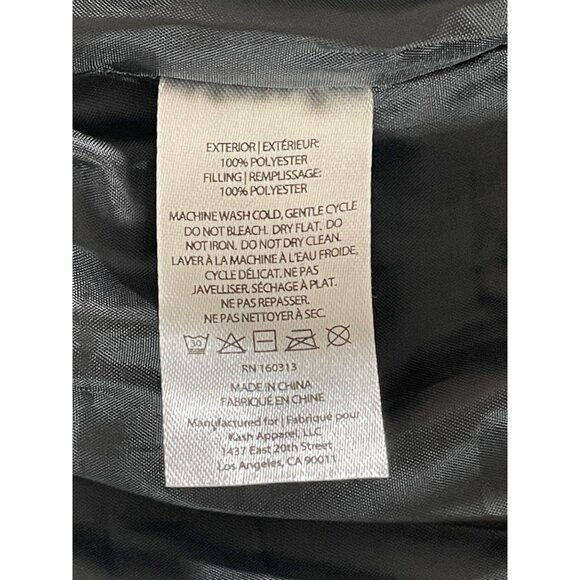 EXTERIOR | EXTÉRIEUR:
100% POLYESTER
FILLING | REMPLISSAGE:
100% POLYESTER
MACHINE WASH COLD, GENTLE CYCLE
DO NOT BLEACH. DRY FLAT. DO
NOT IRON. DO NOT DRY CLEAN.
LAVER À LA MACHINE À L'EAU FROIDE,
CYCLE DÉLICAT. NE PAS
JAVELLISER. SÉCHAGE À PLAT.
NE PAS REPASSER.
NE PAS NETTOYER À SEC.
30
RN 160313
MADE IN CHINA
FABRIQUÉ EN CHINE
Manufactured for | Fabriqué pour
Kash Apparel, LLC
1437 East 20th Street
Los Angeles, CA 90011